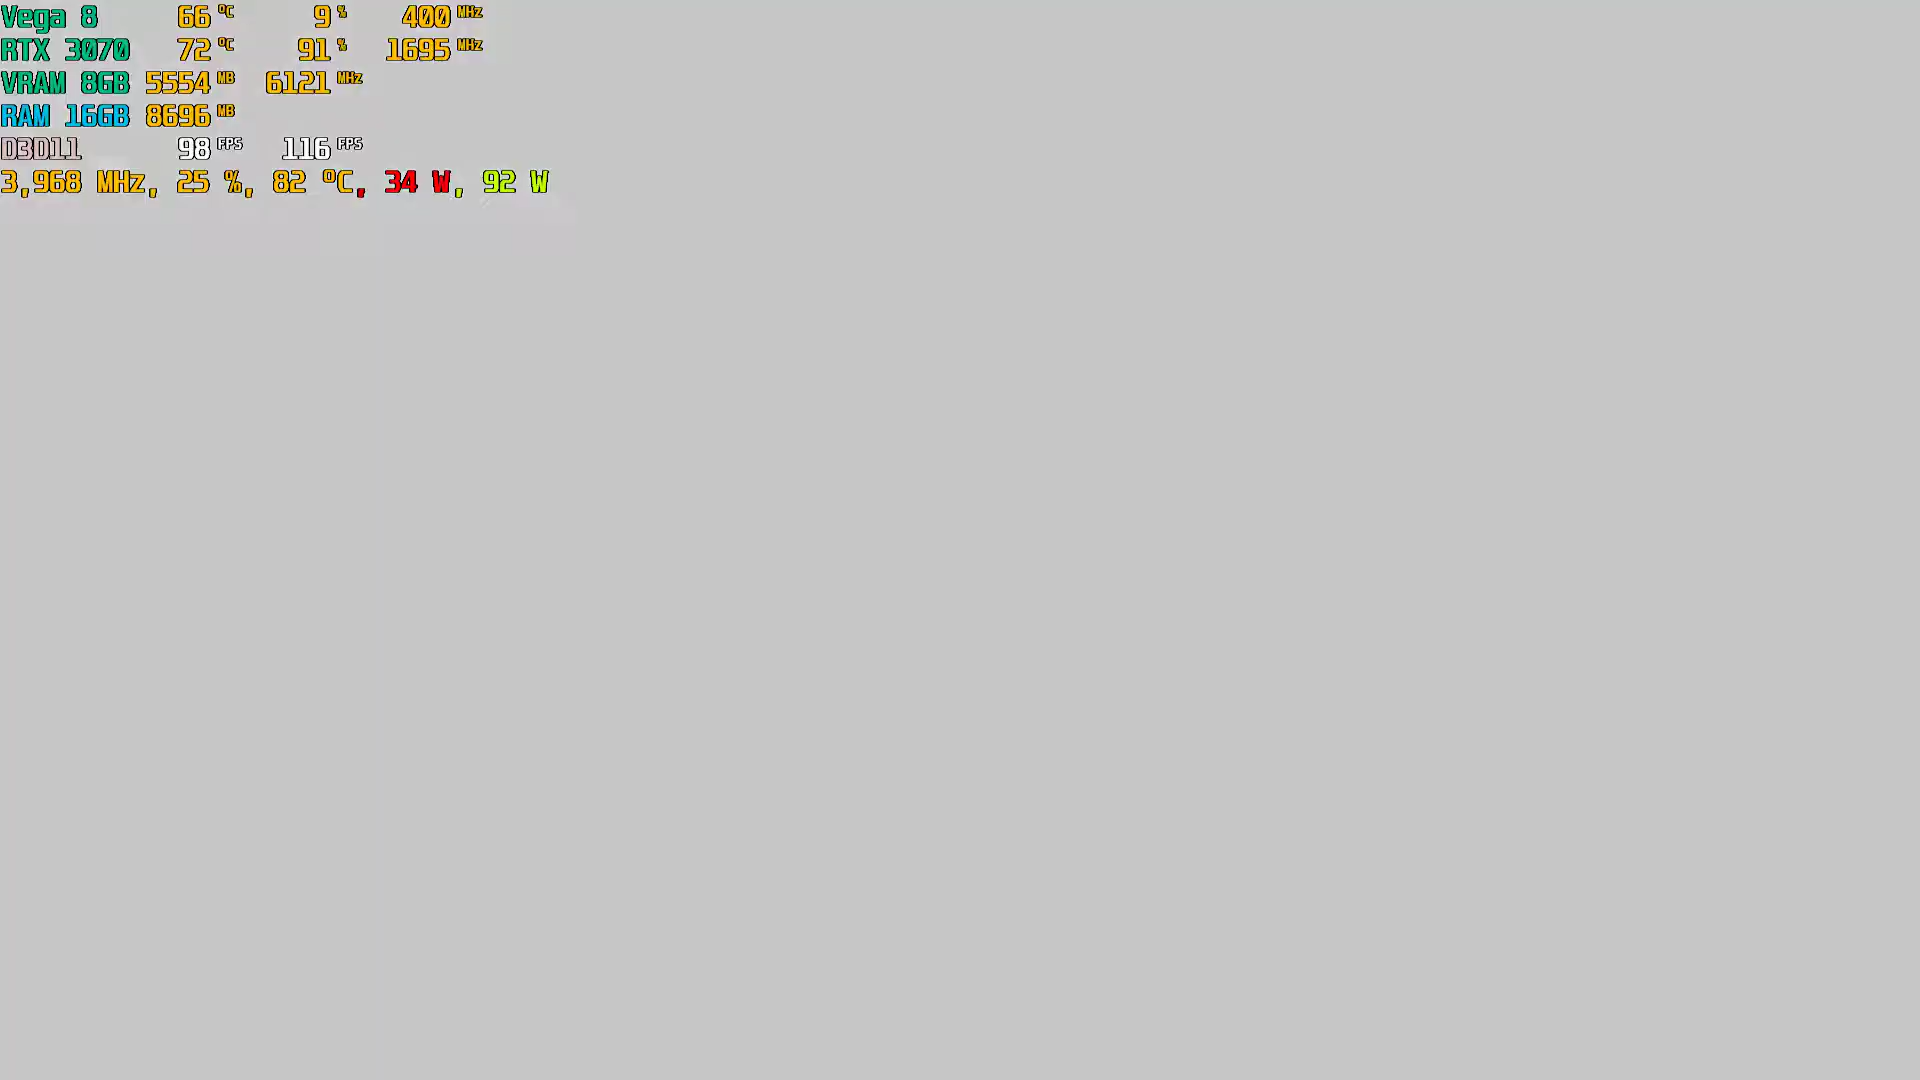 Vega 8 66 °C 9 % 400 MHz
RTX 3070 72 °C 91 % 1695 MHz
VRAM 8GB 5554 MB 6121 MHz
RAM 16GB 8696 MB
D3D11 98 FPS 116 FPS
3,968 MHz, 25 %, 82 °C, 34 W, 92 W